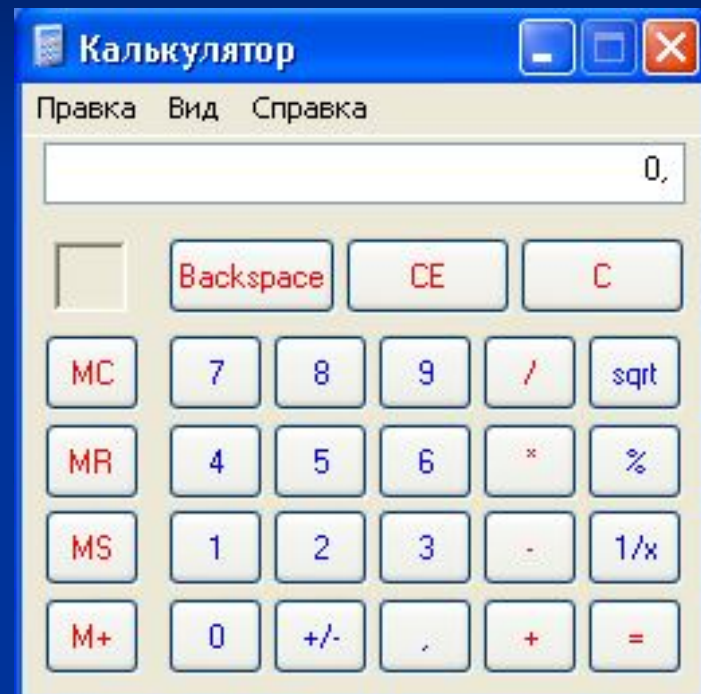 Калькулятор
Правка Вид Справка
0,
Backspace CE C
MC 7 8 9 / sqrt
MR 4 5 6 * %
MS 1 2 3 - 1/x
M+ 0 +/- , + =